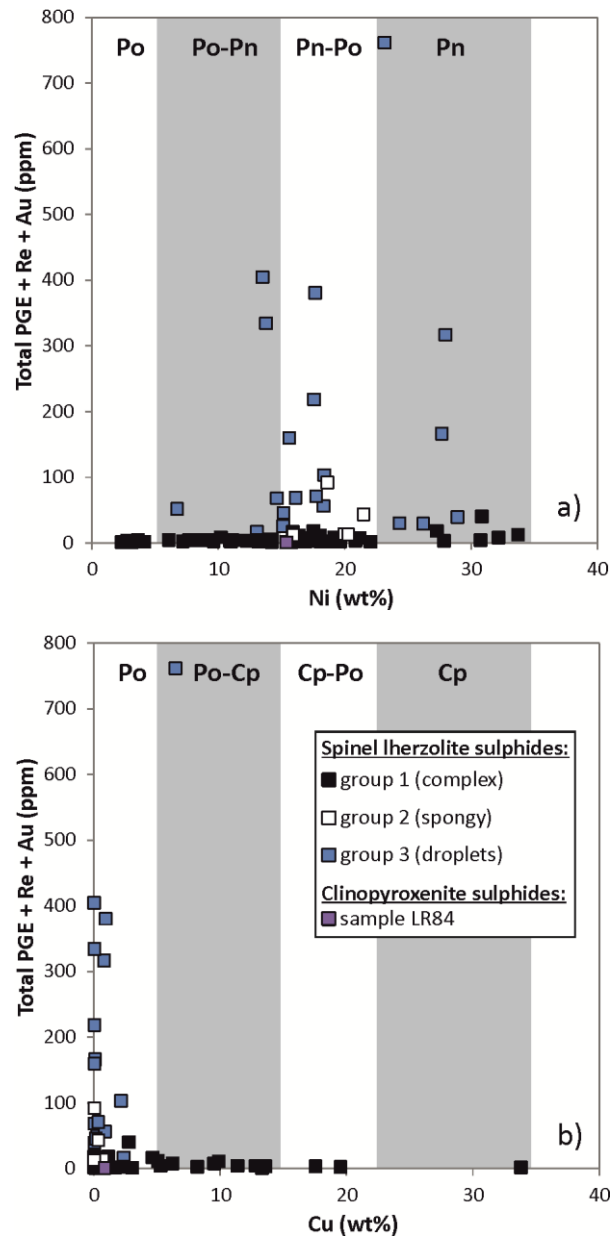 800
Po Po-Pn Pn-Po Pn
700
600
500
400
300
200
100
0
Total PGE + Re + Au (ppm)
a)
0 10 20 30 40
Ni (wt%)
800
Po Po-Cp Cp-Po Cp
700
600
500
400
300
200
100
0
Total PGE + Re + Au (ppm)
Spinel lherzolite sulphides:
group 1 (complex)
group 2 (spongy)
group 3 (droplets)
Clinopyroxenite sulphides:
sample LR84
b)
0 10 20 30 40
Cu (wt%)